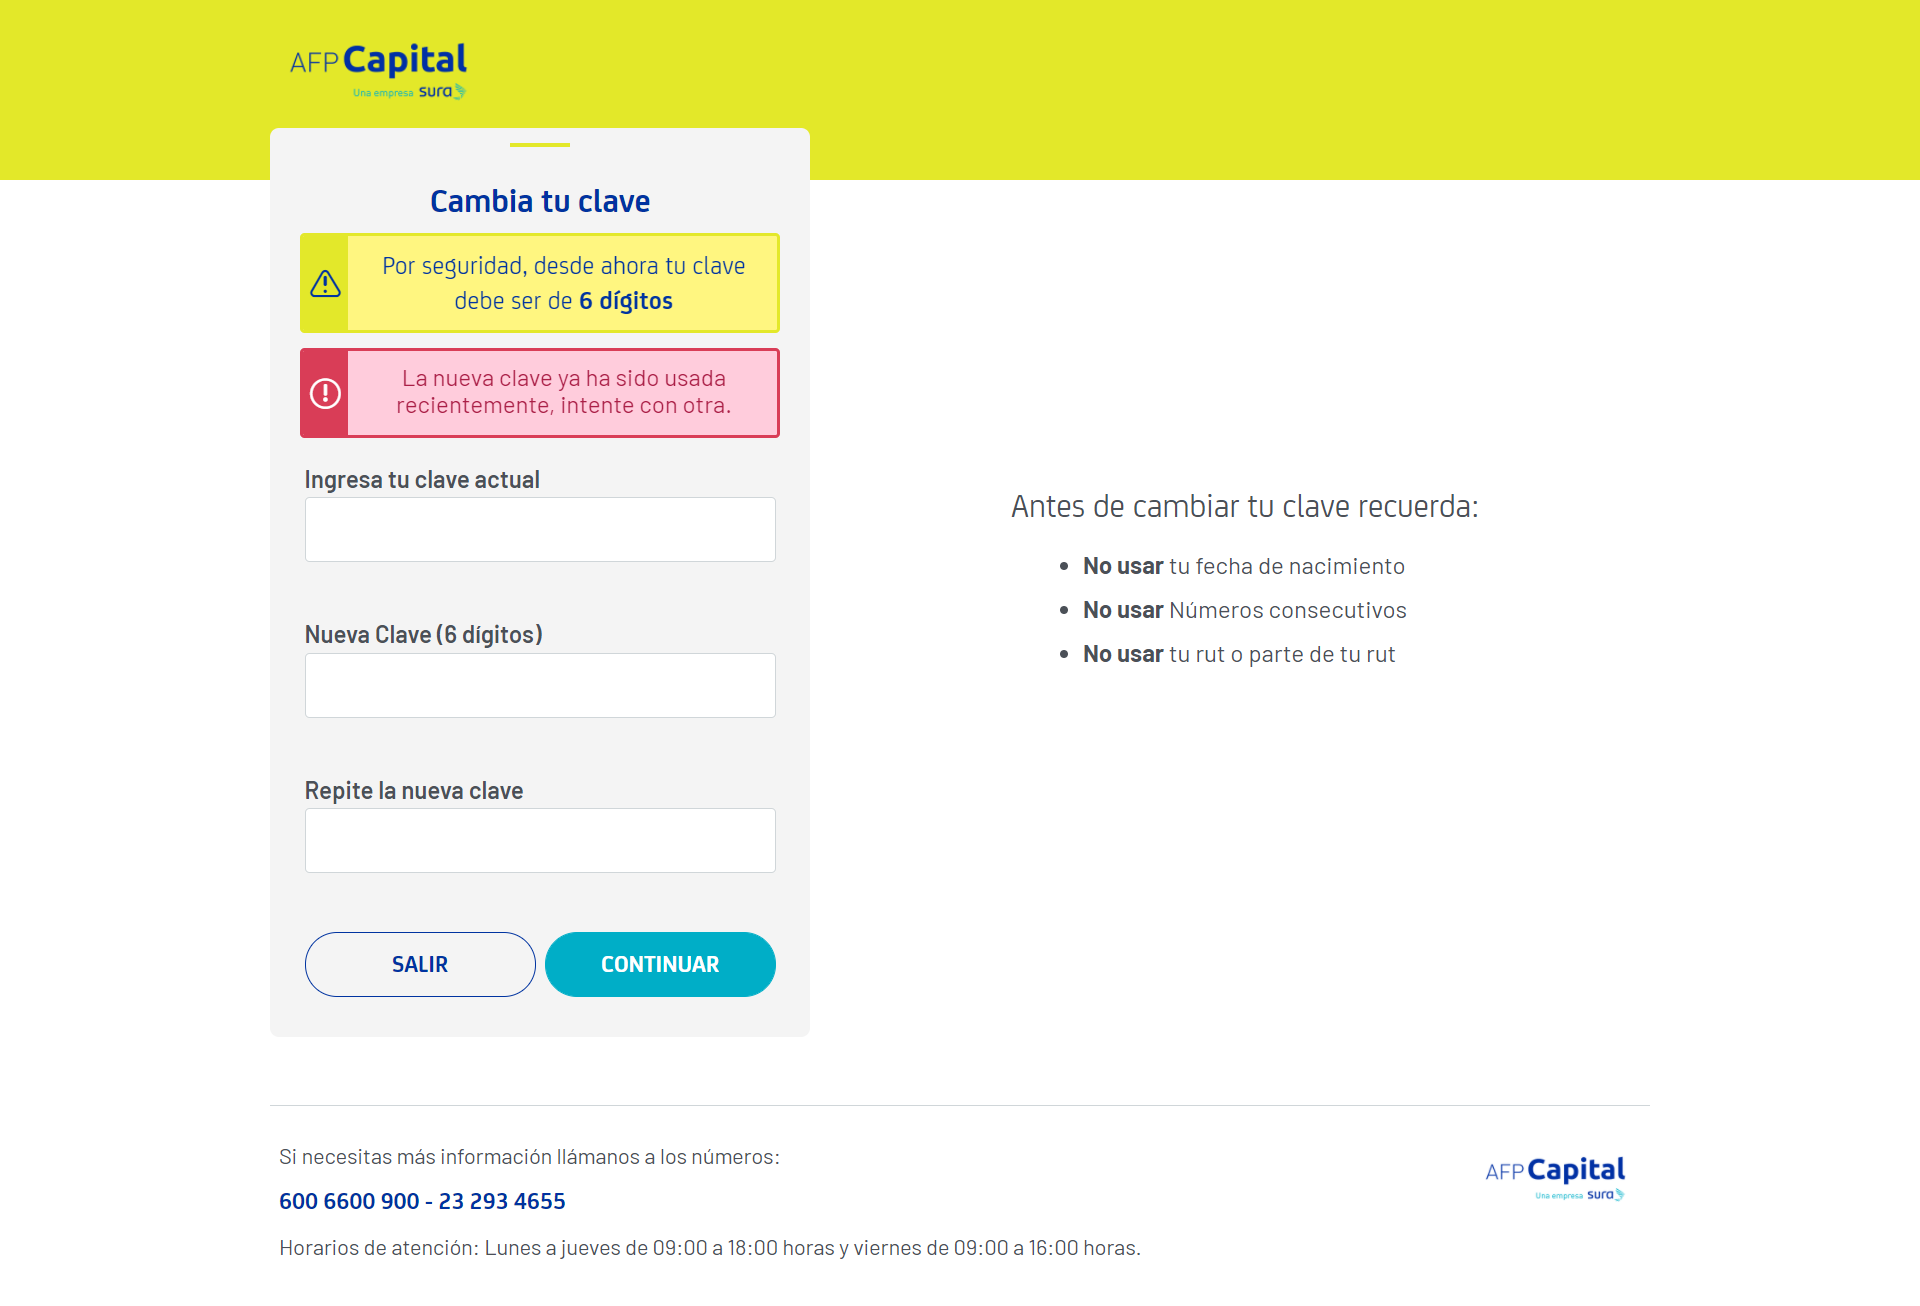 AFP Capital
Una empresa sura
Cambia tu clave
Por seguridad, desde ahora tu clave
debe ser de 6 dígitos
La nueva clave ya ha sido usada
recientemente, intente con otra.
Ingresa tu clave actual
Nueva Clave (6 dígitos)
Repite la nueva clave
SALIR
CONTINUAR
Antes de cambiar tu clave recuerda:
• No usar tu fecha de nacimiento
• No usar Números consecutivos
• No usar tu rut o parte de tu rut
Si necesitas más información llámanos a los números:
600 6600 900 - 23 293 4655
Horarios de atención: Lunes a jueves de 09:00 a 18:00 horas y viernes de 09:00 a 16:00 horas.
AFP Capital
Una empresa sura